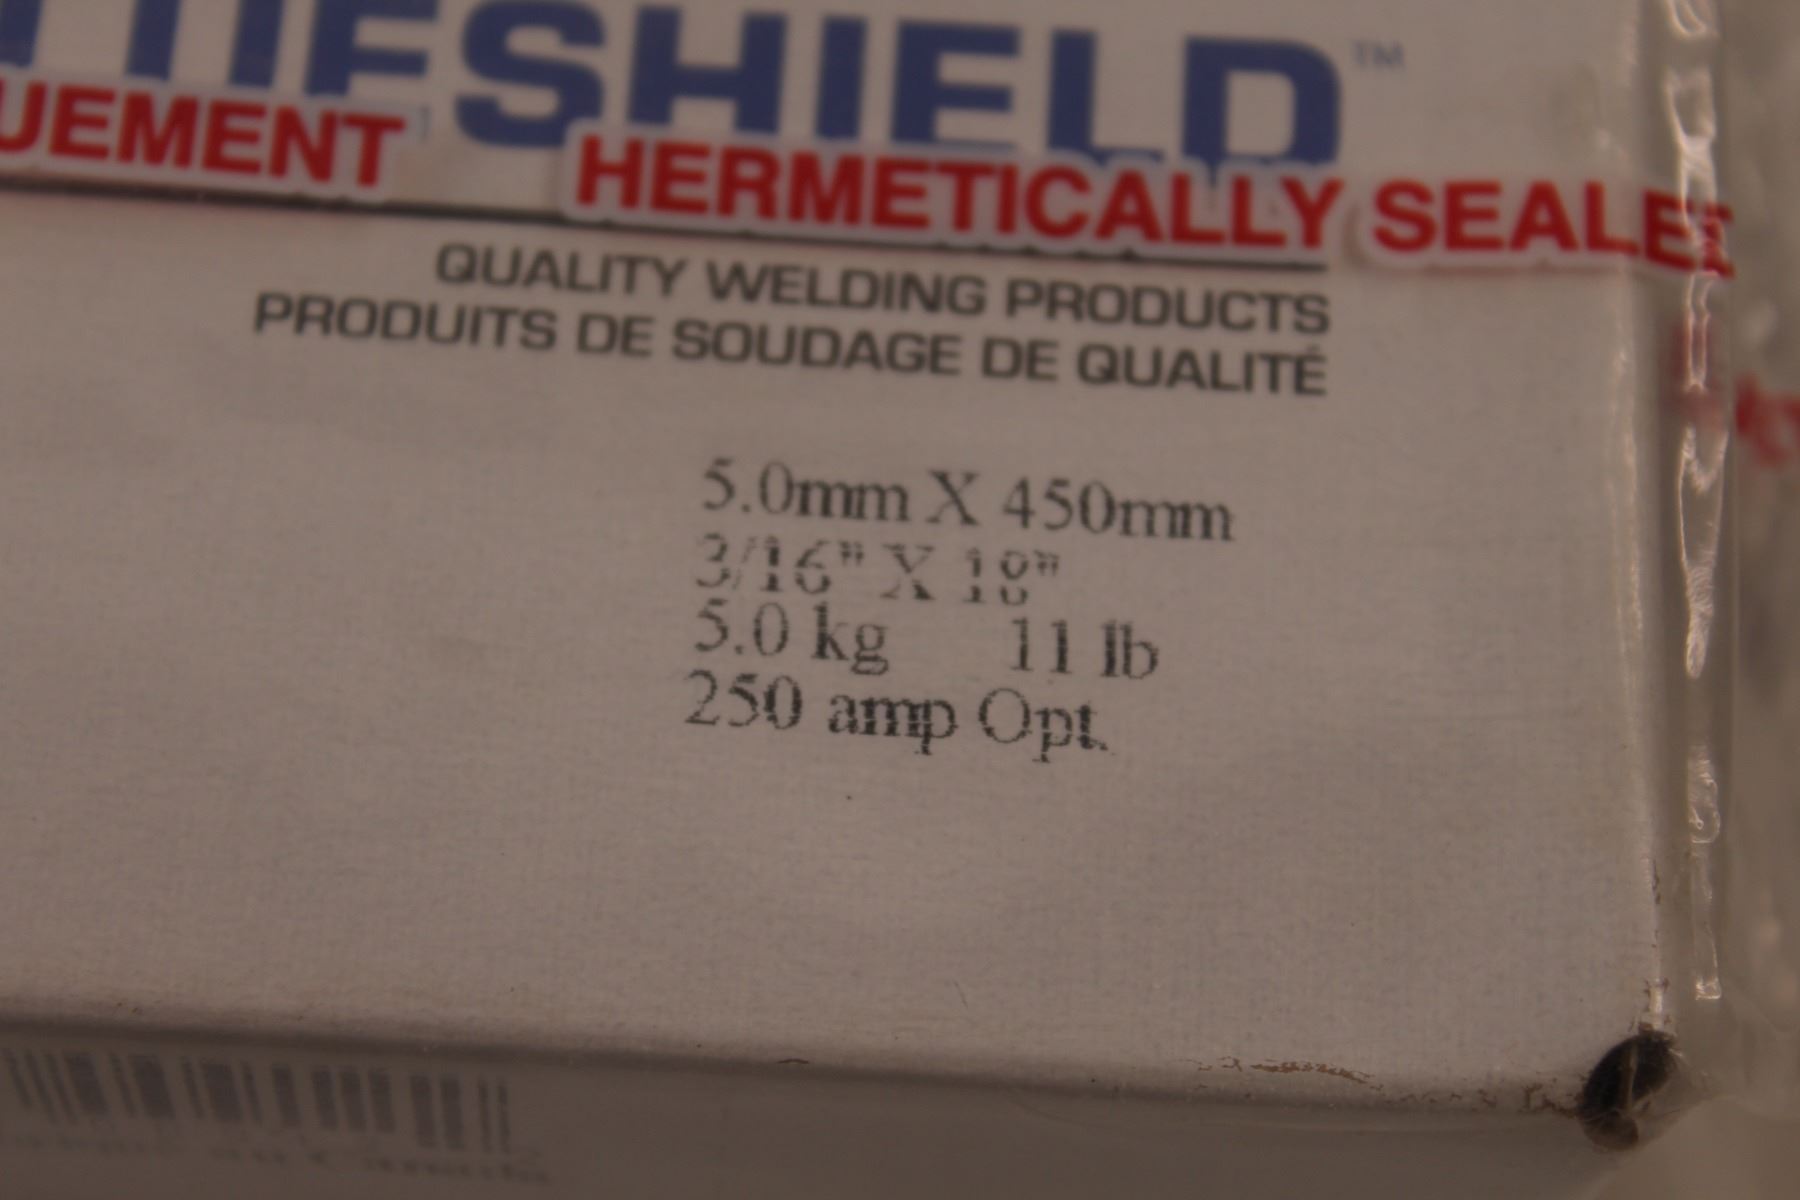 BLUESHIELD™
UEMENT HERMETICALLY SEALE
QUALITY WELDING PRODUCTS
PRODUITS DE SOUDAGE DE QUALITÉ
5.0mm X 450mm
3/16" X 18"
5.0 kg 11 lb
250 amp Opt.